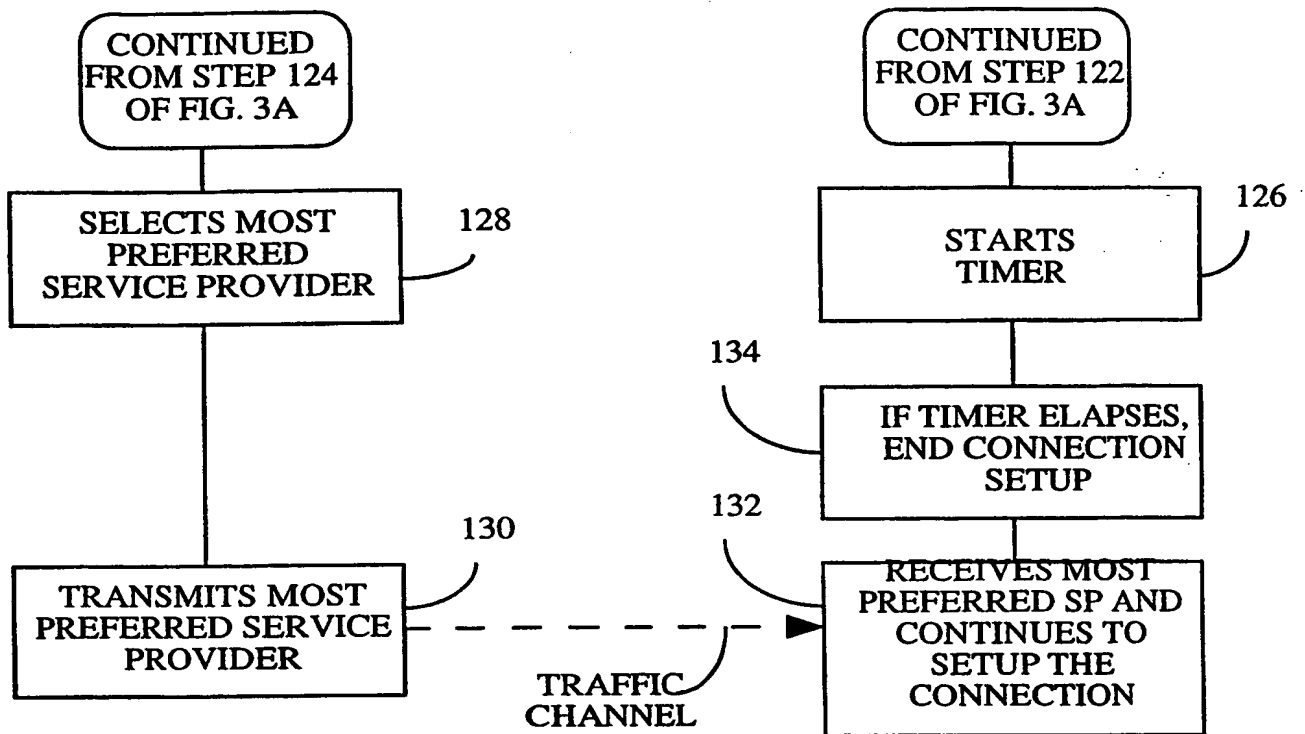 CONTINUED
FROM STEP 124
OF FIG. 3A
SELECTS MOST
PREFERRED
SERVICE PROVIDER
128
TRANSMITS MOST
PREFERRED SERVICE
PROVIDER
130
TRAFFIC
CHANNEL
CONTINUED
FROM STEP 122
OF FIG. 3A
STARTS
TIMER
126
134
IF TIMER ELAPSES,
END CONNECTION
SETUP
132
RECEIVES MOST
PREFERRED SP AND
CONTINUES TO
SETUP THE
CONNECTION